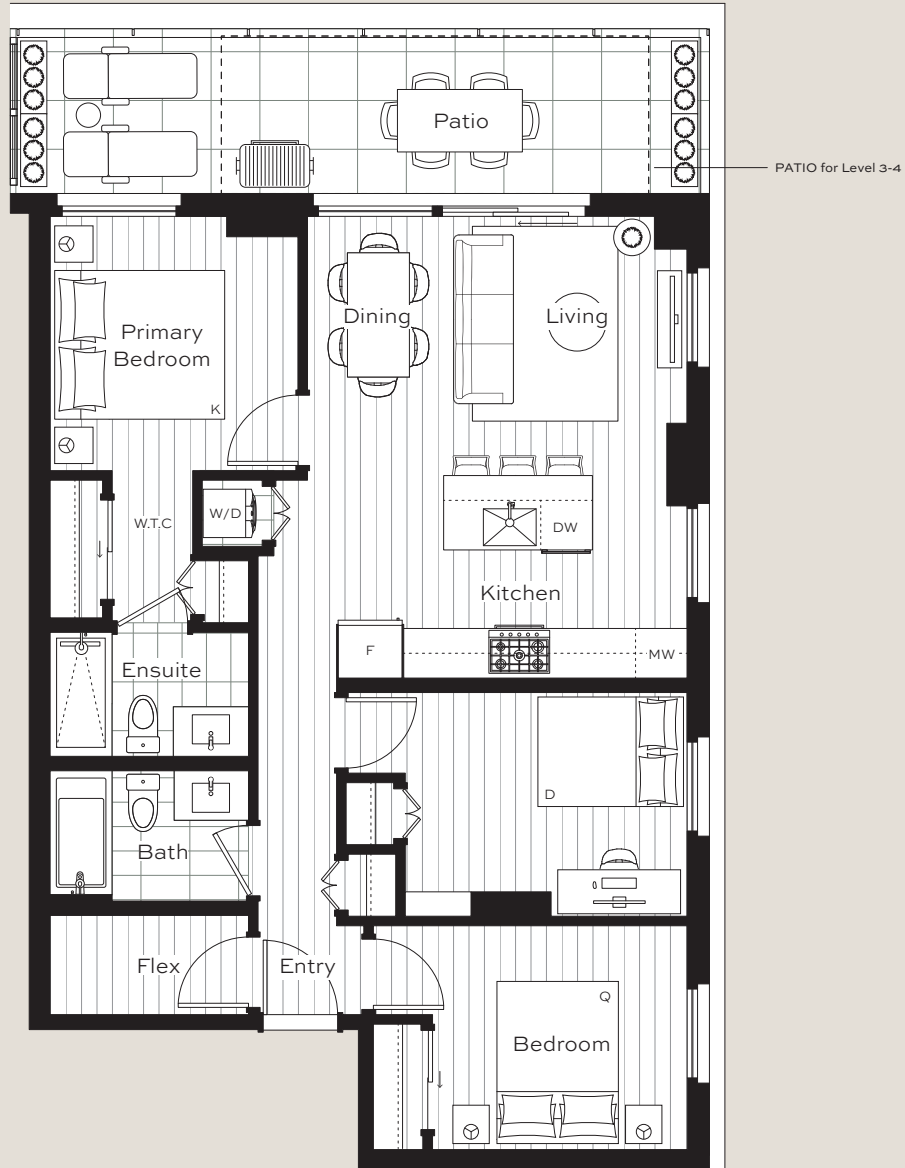 Patio
PATIO for Level 3-4
Dining
Living
Primary
Bedroom
K
W.T.C
W/D
DW
Kitchen
F
MW
Ensuite
D
Bath
Flex
Entry
Q
Bedroom